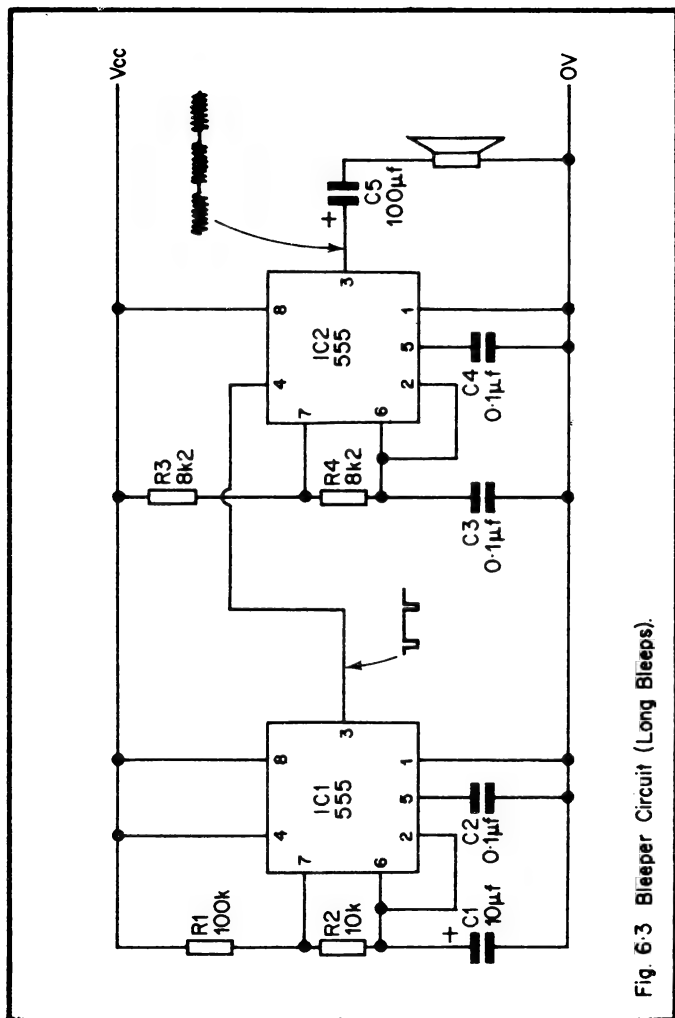 Vcc
R1
100k
4
8
7
IC1
555
3
R2
10k
6
2
5
1
+
C1
10µf
C2
0·1µf
R3
8k2
4
8
7
IC2
555
3
R4
8k2
6
2
5
1
C3
0·1µf
C4
0·1µf
+
C5
100µf
0V
Fig. 6·3 Bleeper Circuit (Long Bleeps).